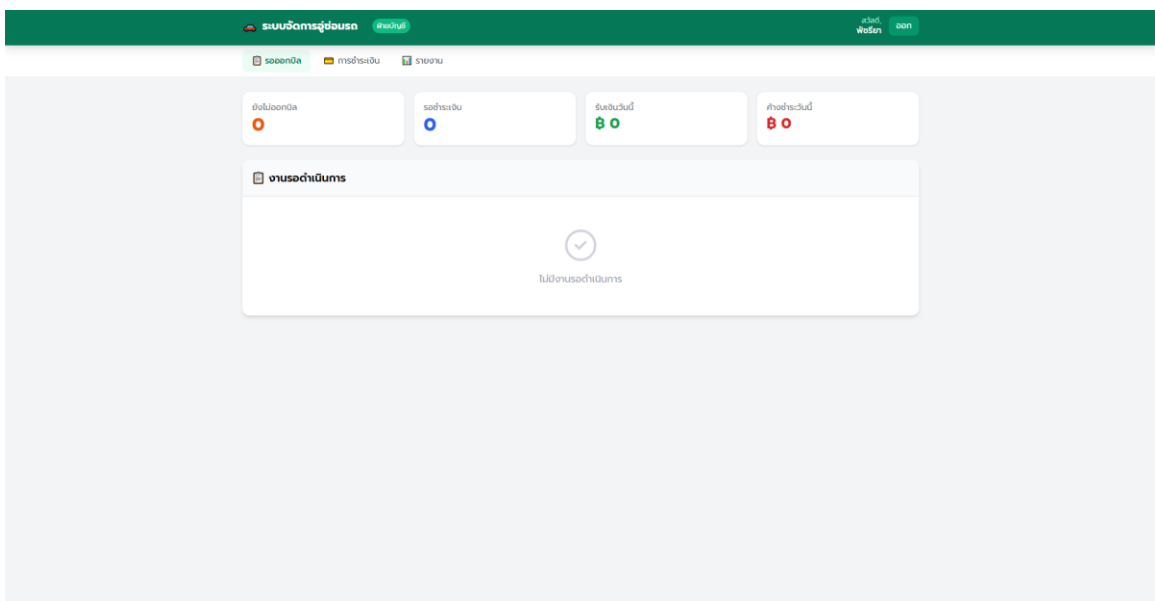 ระบบจัดการอู่ซ่อมรถ ฝ่ายบัญชี
สวัสดี,
พัชรียา ออก
รอออกบิล การชำระเงิน รายงาน
ยังไม่ออกบิล
0
รอชำระเงิน
0
รับเงินวันนี้
฿ 0
ค้างชำระวันนี้
฿ 0
งานรอดำเนินการ
ไม่มีงานรอดำเนินการ